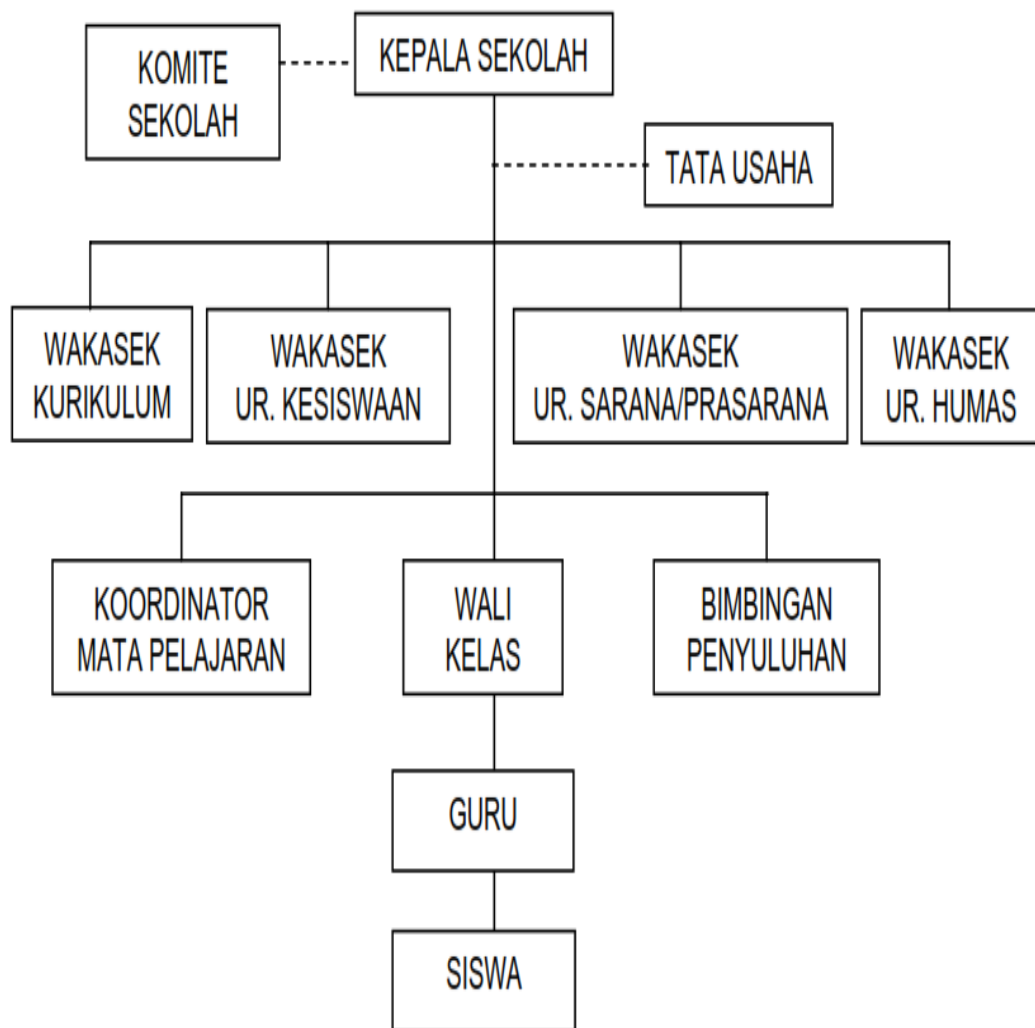 KOMITE
SEKOLAH
KEPALA SEKOLAH
TATA USAHA
WAKASEK
KURIKULUM
WAKASEK
UR. KESISWAAN
WAKASEK
UR. SARANA/PRASARANA
WAKASEK
UR. HUMAS
KOORDINATOR
MATA PELAJARAN
WALI
KELAS
BIMBINGAN
PENYULUHAN
GURU
SISWA